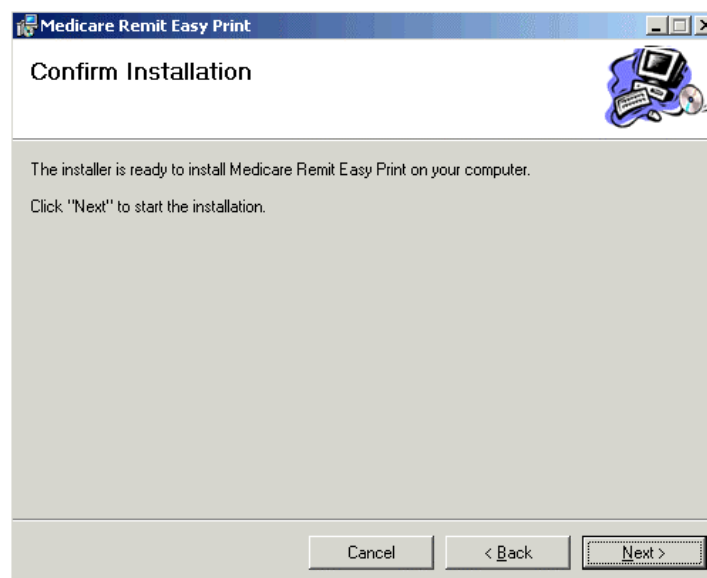 Medicare Remit Easy Print
Confirm Installation
The installer is ready to install Medicare Remit Easy Print on your computer.
Click "Next" to start the installation.
Cancel
< Back
Next >